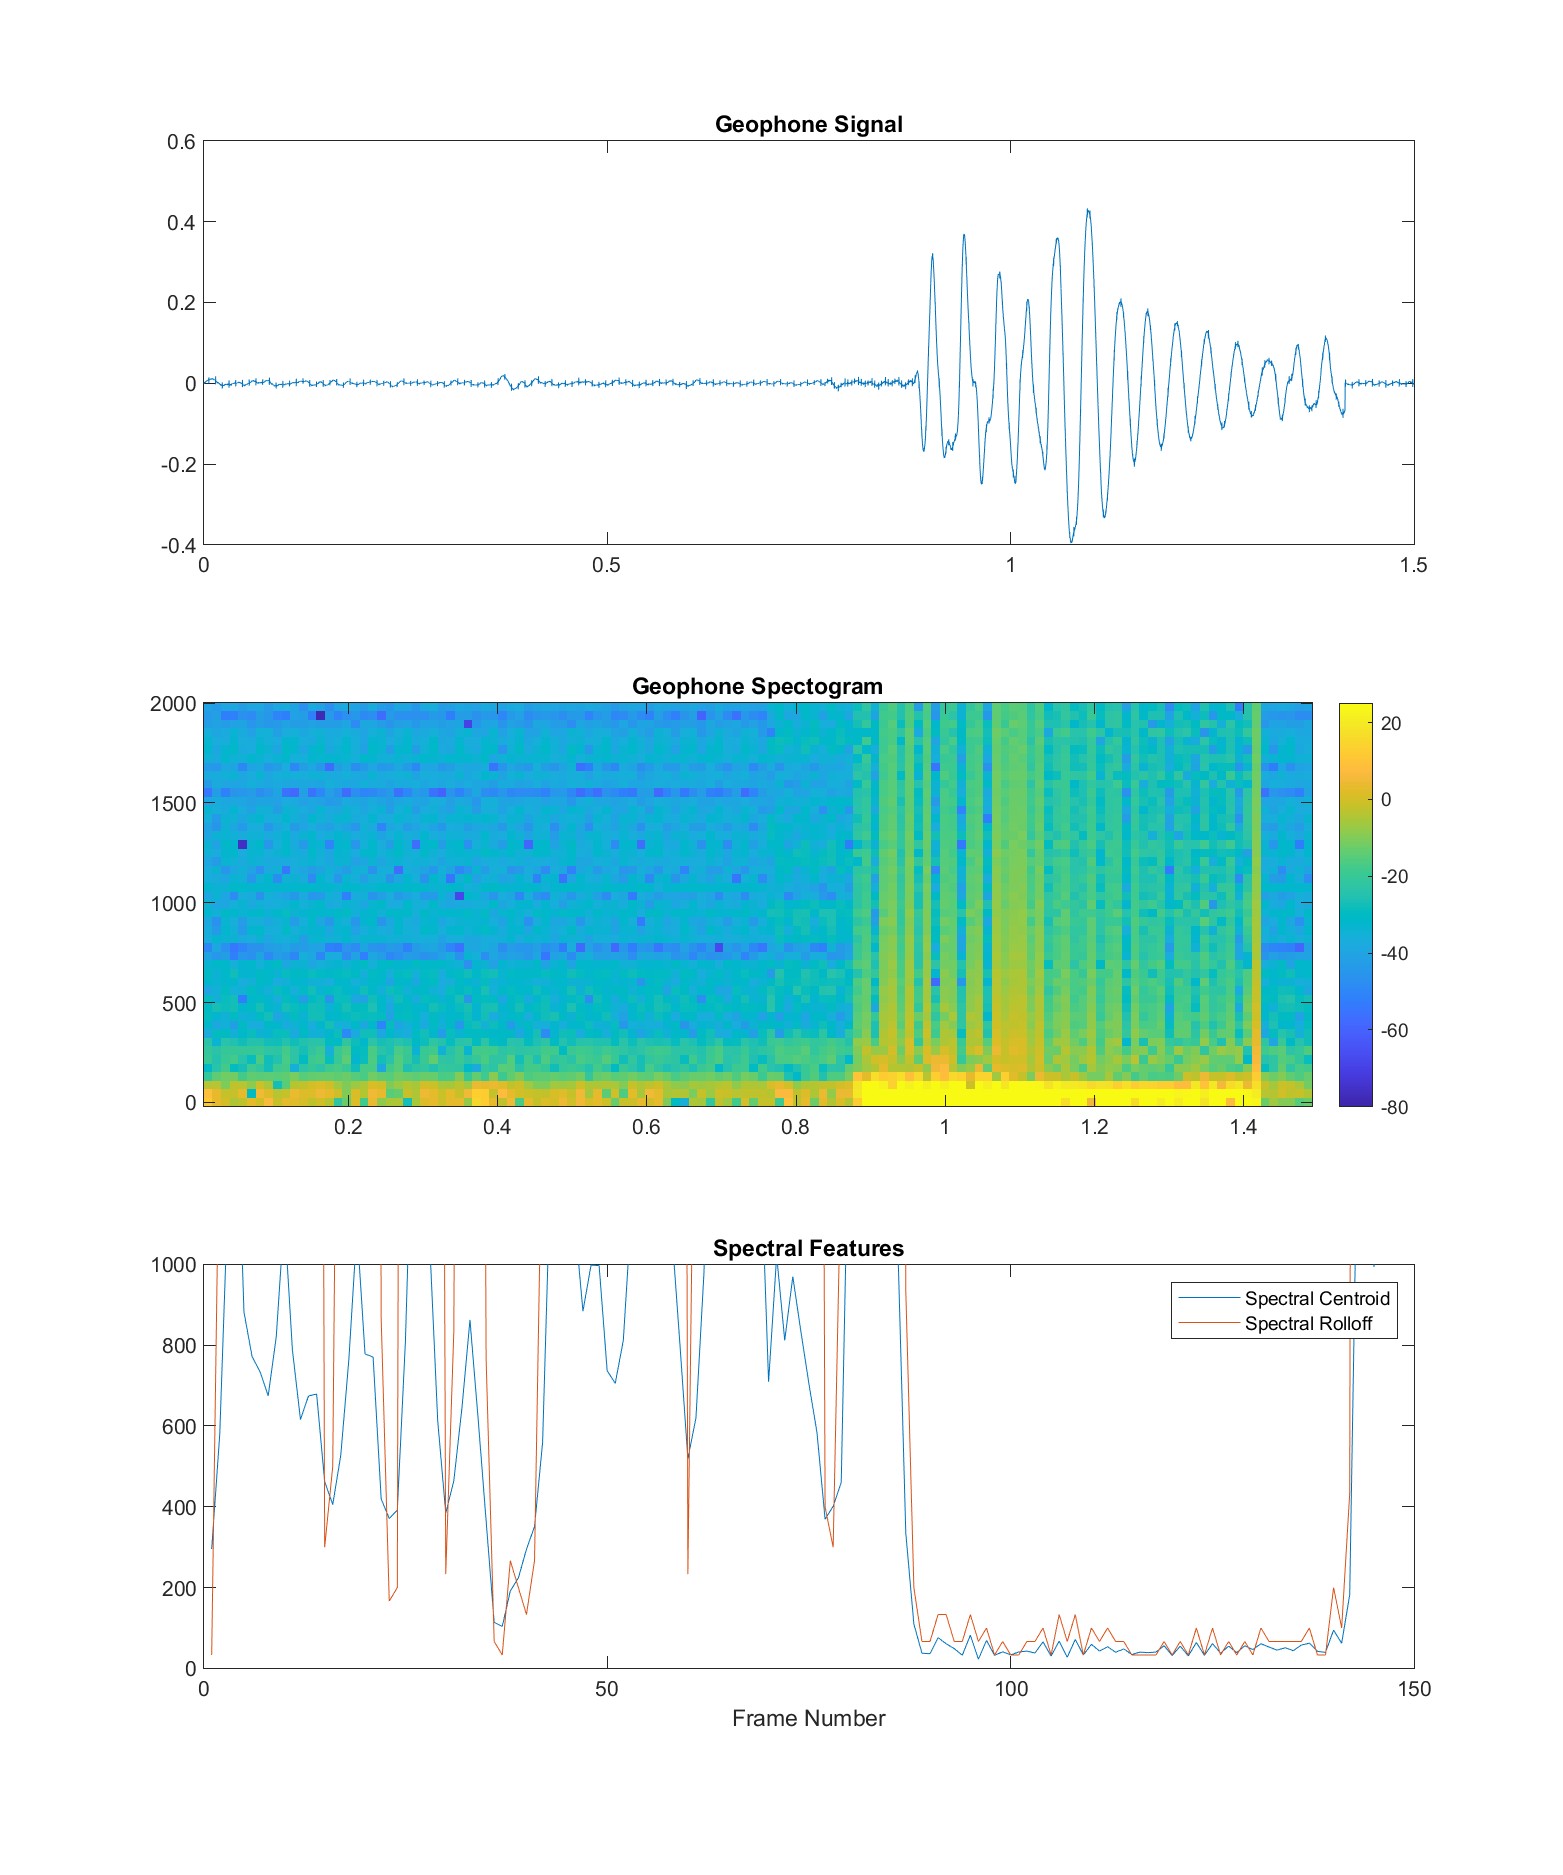 Geophone Signal
0.6
0.4
0.2
0
-0.2
-0.4
0 0.5 1 1.5
Geophone Spectogram
2000
1500
1000
500
0
0.2 0.4 0.6 0.8 1 1.2 1.4
20
0
-20
-40
-60
-80
Spectral Features
1000
800
600
400
200
0
Spectral Centroid
Spectral Rolloff
0 50 100 150
Frame Number